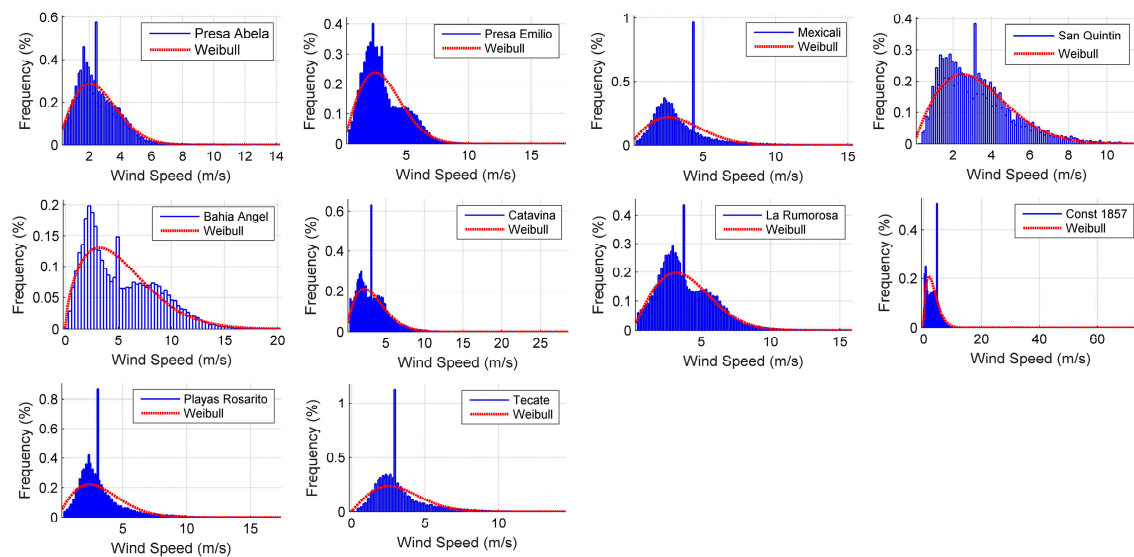 Frequency (%)
0.6
0.4
0.2
0
Presa Abela
Weibull
2 4 6 8 10 12 14
Wind Speed (m/s)
Frequency (%)
0.4
0.3
0.2
0.1
0
Presa Emilio
Weibull
5 10 15
Wind Speed (m/s)
Frequency (%)
1
0.5
0
Mexicali
Weibull
5 10 15
Wind Speed (m/s)
Frequency (%)
0.4
0.3
0.2
0.1
0
San Quintin
Weibull
2 4 6 8 10
Wind Speed (m/s)
Frequency (%)
0.2
0.15
0.1
0.05
0
Bahia Angel
Weibull
0 5 10 15 20
Wind Speed (m/s)
Frequency (%)
0.6
0.4
0.2
0
Catavina
Weibull
5 10 15 20 25
Wind Speed (m/s)
Frequency (%)
0.4
0.3
0.2
0.1
0
La Rumorosa
Weibull
5 10 15
Wind Speed (m/s)
Frequency (%)
0.4
0.2
0
Const 1857
Weibull
0 20 40 60
Wind Speed (m/s)
Frequency (%)
0.8
0.6
0.4
0.2
0
Playas Rosarito
Weibull
5 10 15
Wind Speed (m/s)
Frequency (%)
1
0.5
0
Tecate
Weibull
0 5 10
Wind Speed (m/s)